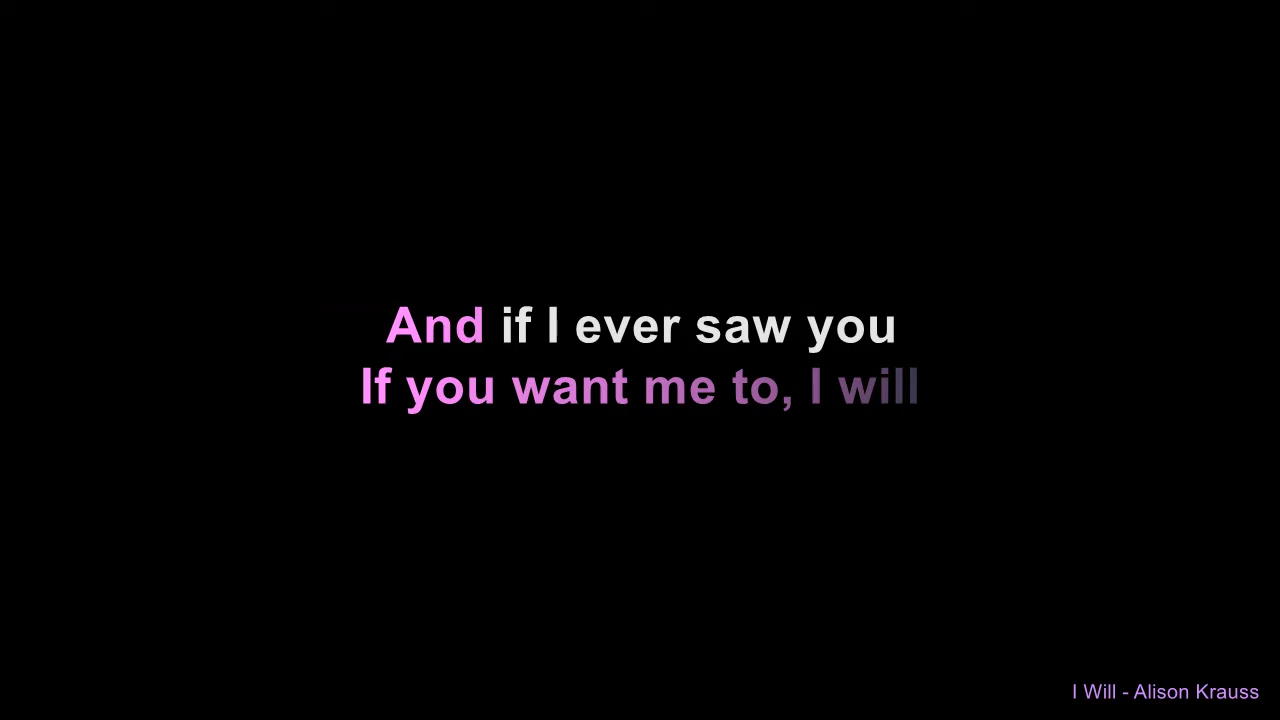 And if I ever saw you
If you want me to, I will
I Will - Alison Krauss